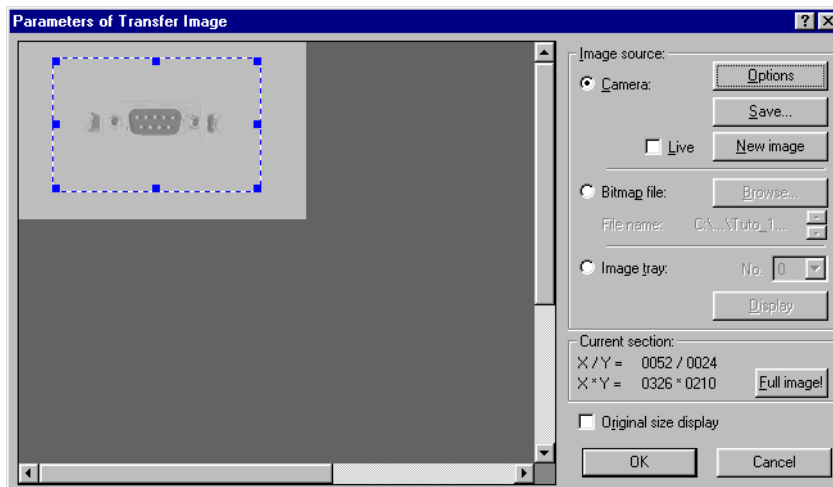 Parameters of Transfer Image
Image source:
Camera:
Options
Save...
Live
New image
Bitmap file:
Browse...
File name: C:\...\Tuto_1...
Image tray:
No. 0
Display
Current section:
X / Y = 0052 / 0024
X * Y = 0326 * 0210
Full image!
Original size display
OK
Cancel